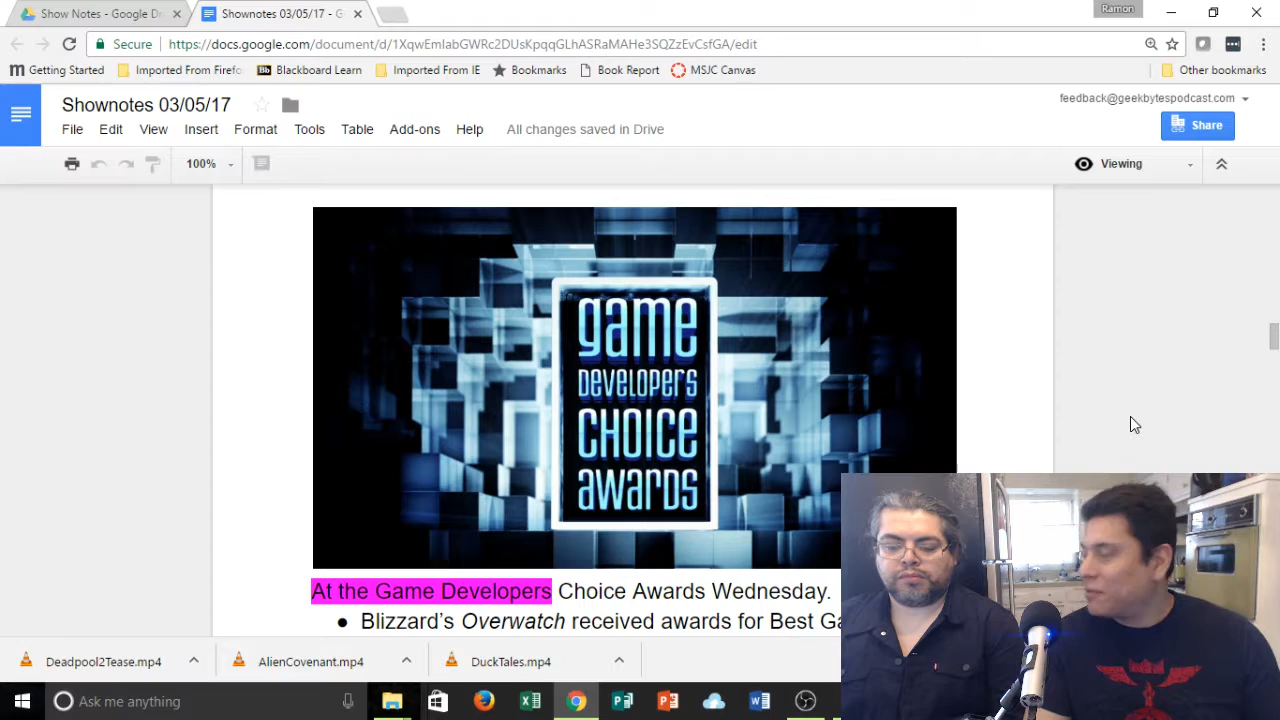 Ramon
Show Notes - Google Dr
Shownotes 03/05/17 - G
Secure
https://docs.google.com/document/d/1XqwEmlabGWRc2DUsKpqqGLhASRaMAHe3SQZzEvCsfGA/edit
Getting Started
Imported From Firefo
Bb Blackboard Learn
Imported From IE
Bookmarks
Book Report
MSJC Canvas
Other bookmarks
Shownotes 03/05/17
feedback@geekbytespodcast.com
File Edit View Insert Format Tools Table Add-ons Help All changes saved in Drive
Share
100%
Viewing
game
DEVELOPERS
CHOICE
awards
At the Game Developers Choice Awards Wednesday.
● Blizzard's Overwatch received awards for Best Ga
Deadpool2Tease.mp4
AlienCovenant.mp4
DuckTales.mp4
Ask me anything